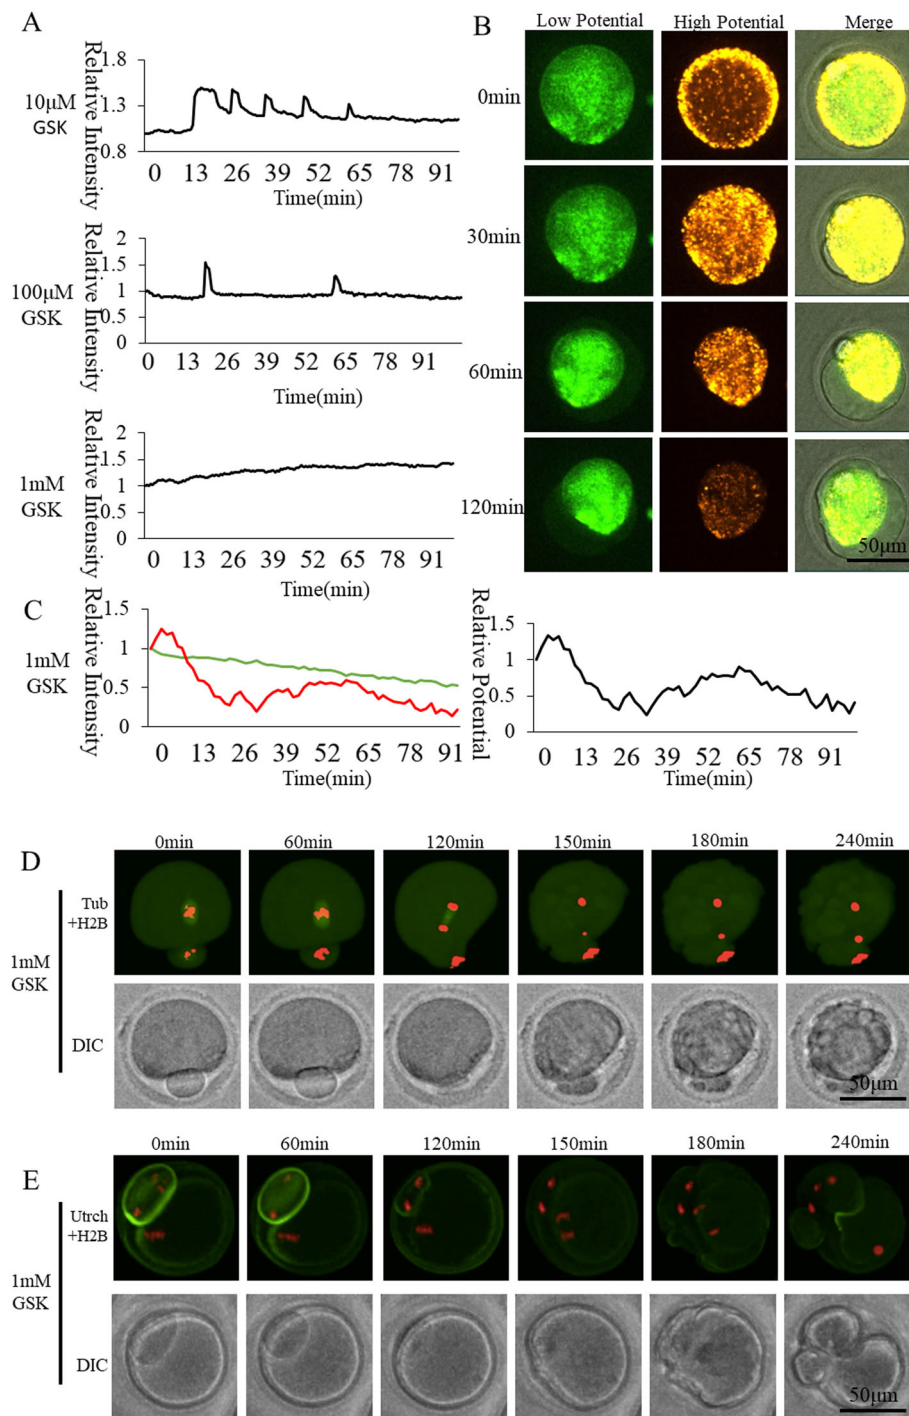 A
Relative Intensity
10μM
GSK
1.8
1.3
0.8
0 13 26 39 52 65 78 91
Time(min)
Relative Intensity
100μM
GSK
2
1.5
1
0.5
0
0 13 26 39 52 65 78 91
Time(min)
Relative Intensity
1mM
GSK
2
1.5
1
0.5
0
0 13 26 39 52 65 78 91
Time(min)
B
Low Potential High Potential Merge
0min
30min
60min
120min
50μm
C
Relative Intensity
1mM
GSK
1.5
1
0.5
0
0 13 26 39 52 65 78 91
Time(min)
Relative Potential
1.5
1
0.5
0
0 13 26 39 52 65 78 91
Time(min)
D
0min 60min 120min 150min 180min 240min
Tub
+H2B
1mM
GSK
DIC
50μm
E
0min 60min 120min 150min 180min 240min
Utrch
+H2B
1mM
GSK
DIC
50μm